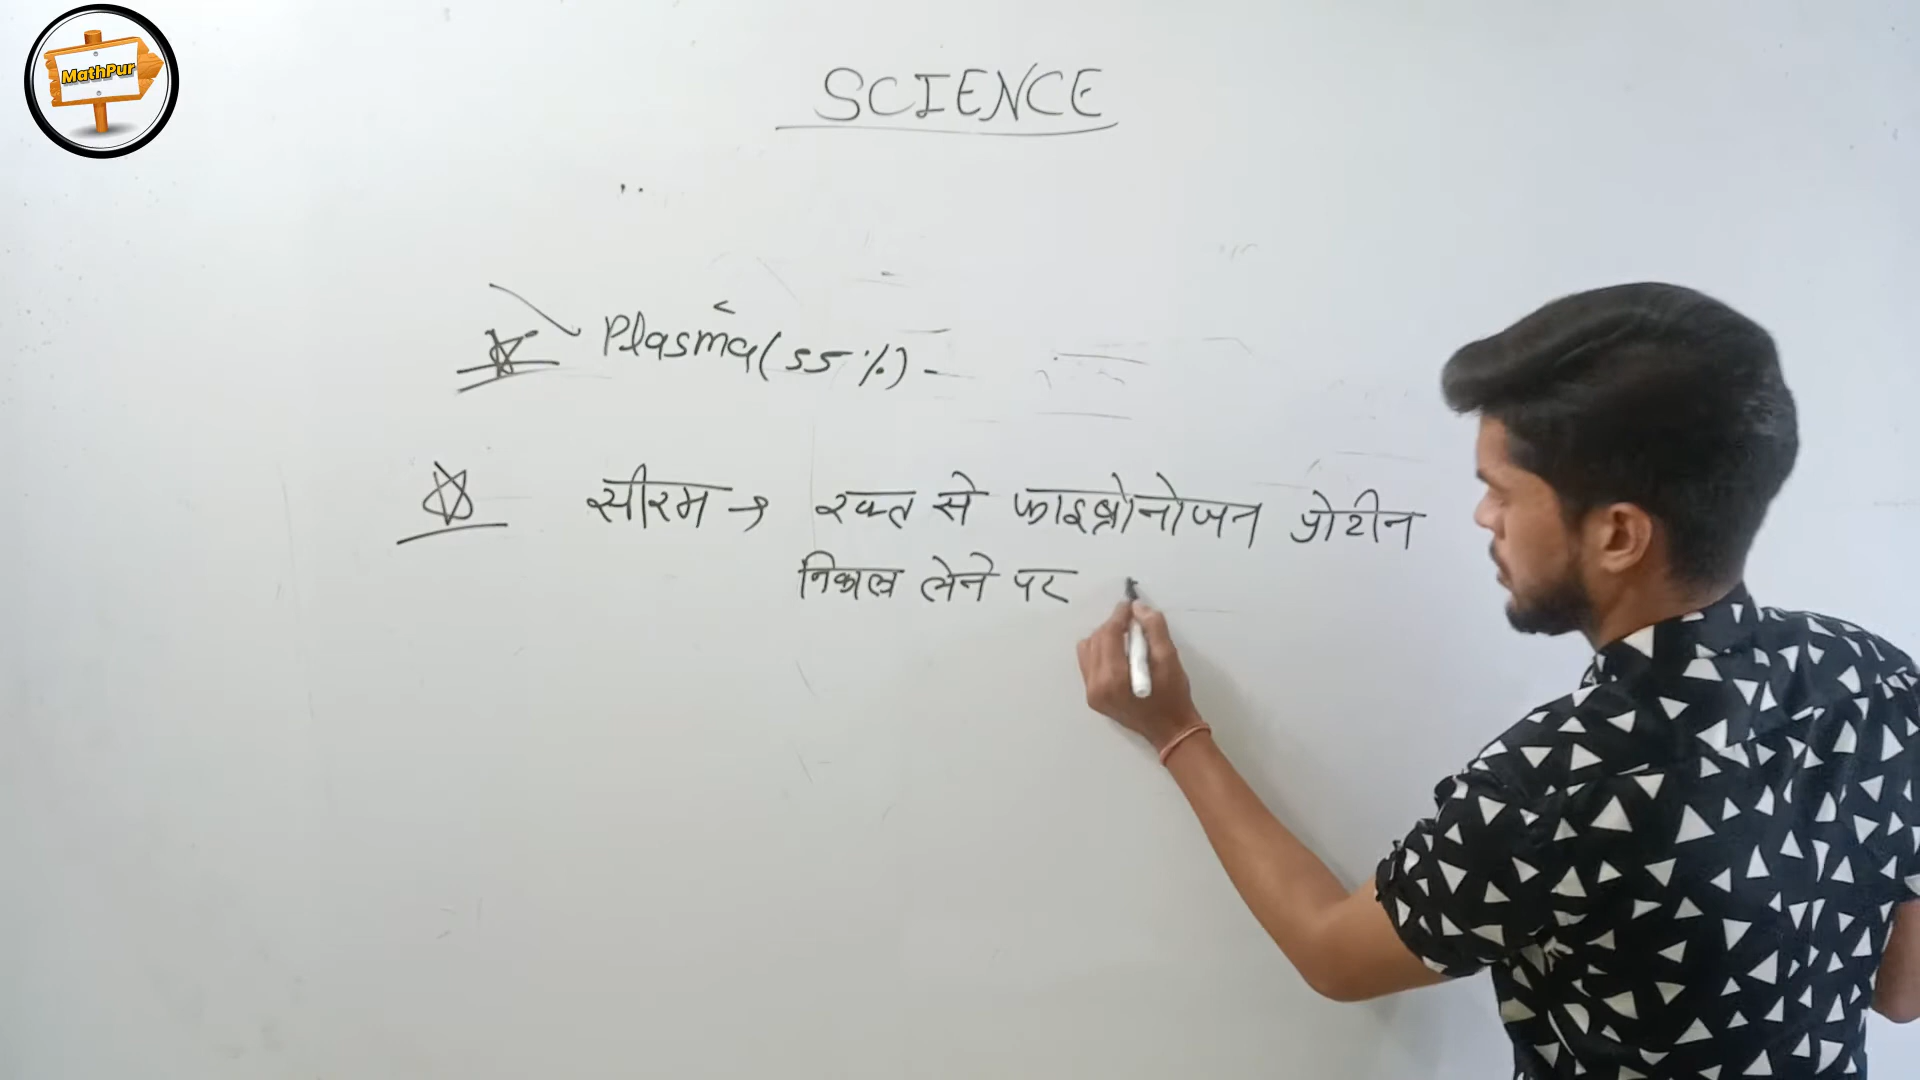 MathPur
SCIENCE
Plasma (55%) -
सीरम → रक्त से फाइब्रोनोजन प्रोटीन
निकाल लेने पर